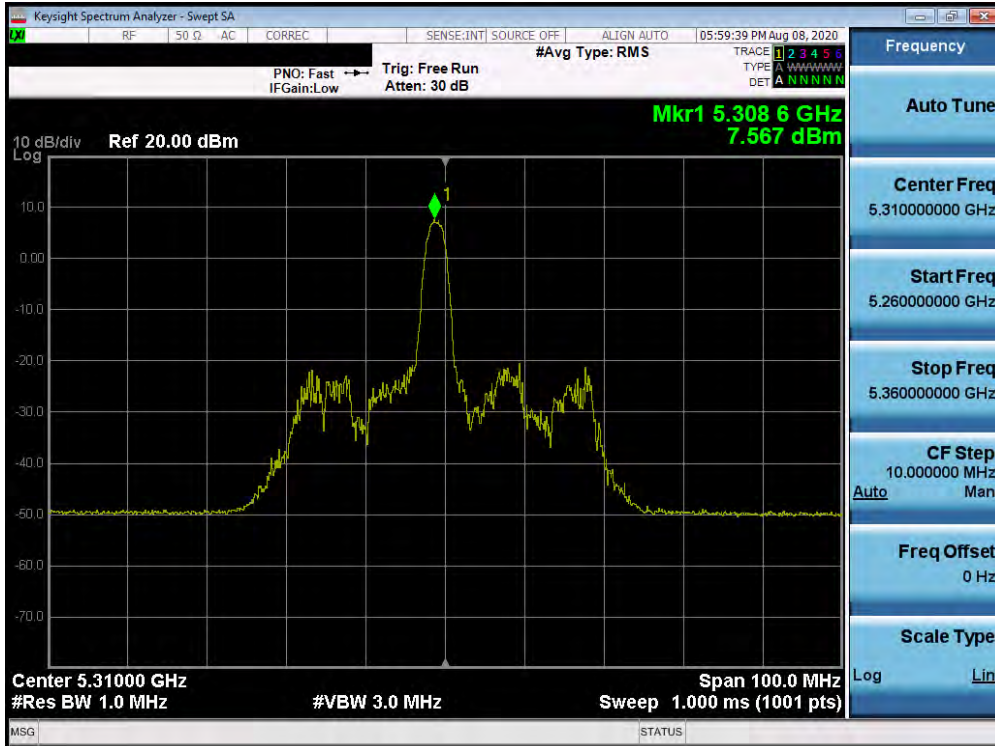 Keysight Spectrum Analyzer - Swept SA
LXI RF 50 Ω AC CORREC SENSE:INT SOURCE OFF ALIGN AUTO 05:59:39 PM Aug 08, 2020
#Avg Type: RMS TRACE 1 2 3 4 5 6
PNO: Fast Trig: Free Run TYPE A WWWWW
IFGain:Low Atten: 30 dB DET A N N N N N
Mkr1 5.308 6 GHz
10 dB/div Ref 20.00 dBm 7.567 dBm
Log
1
10.0
0.00
-10.0
-20.0
-30.0
-40.0
-50.0
-60.0
-70.0
Center 5.31000 GHz Span 100.0 MHz
#Res BW 1.0 MHz #VBW 3.0 MHz Sweep 1.000 ms (1001 pts)
MSG STATUS
Frequency
Auto Tune
Center Freq
5.310000000 GHz
Start Freq
5.260000000 GHz
Stop Freq
5.360000000 GHz
CF Step
10.000000 MHz
Auto Man
Freq Offset
0 Hz
Scale Type
Log Lin